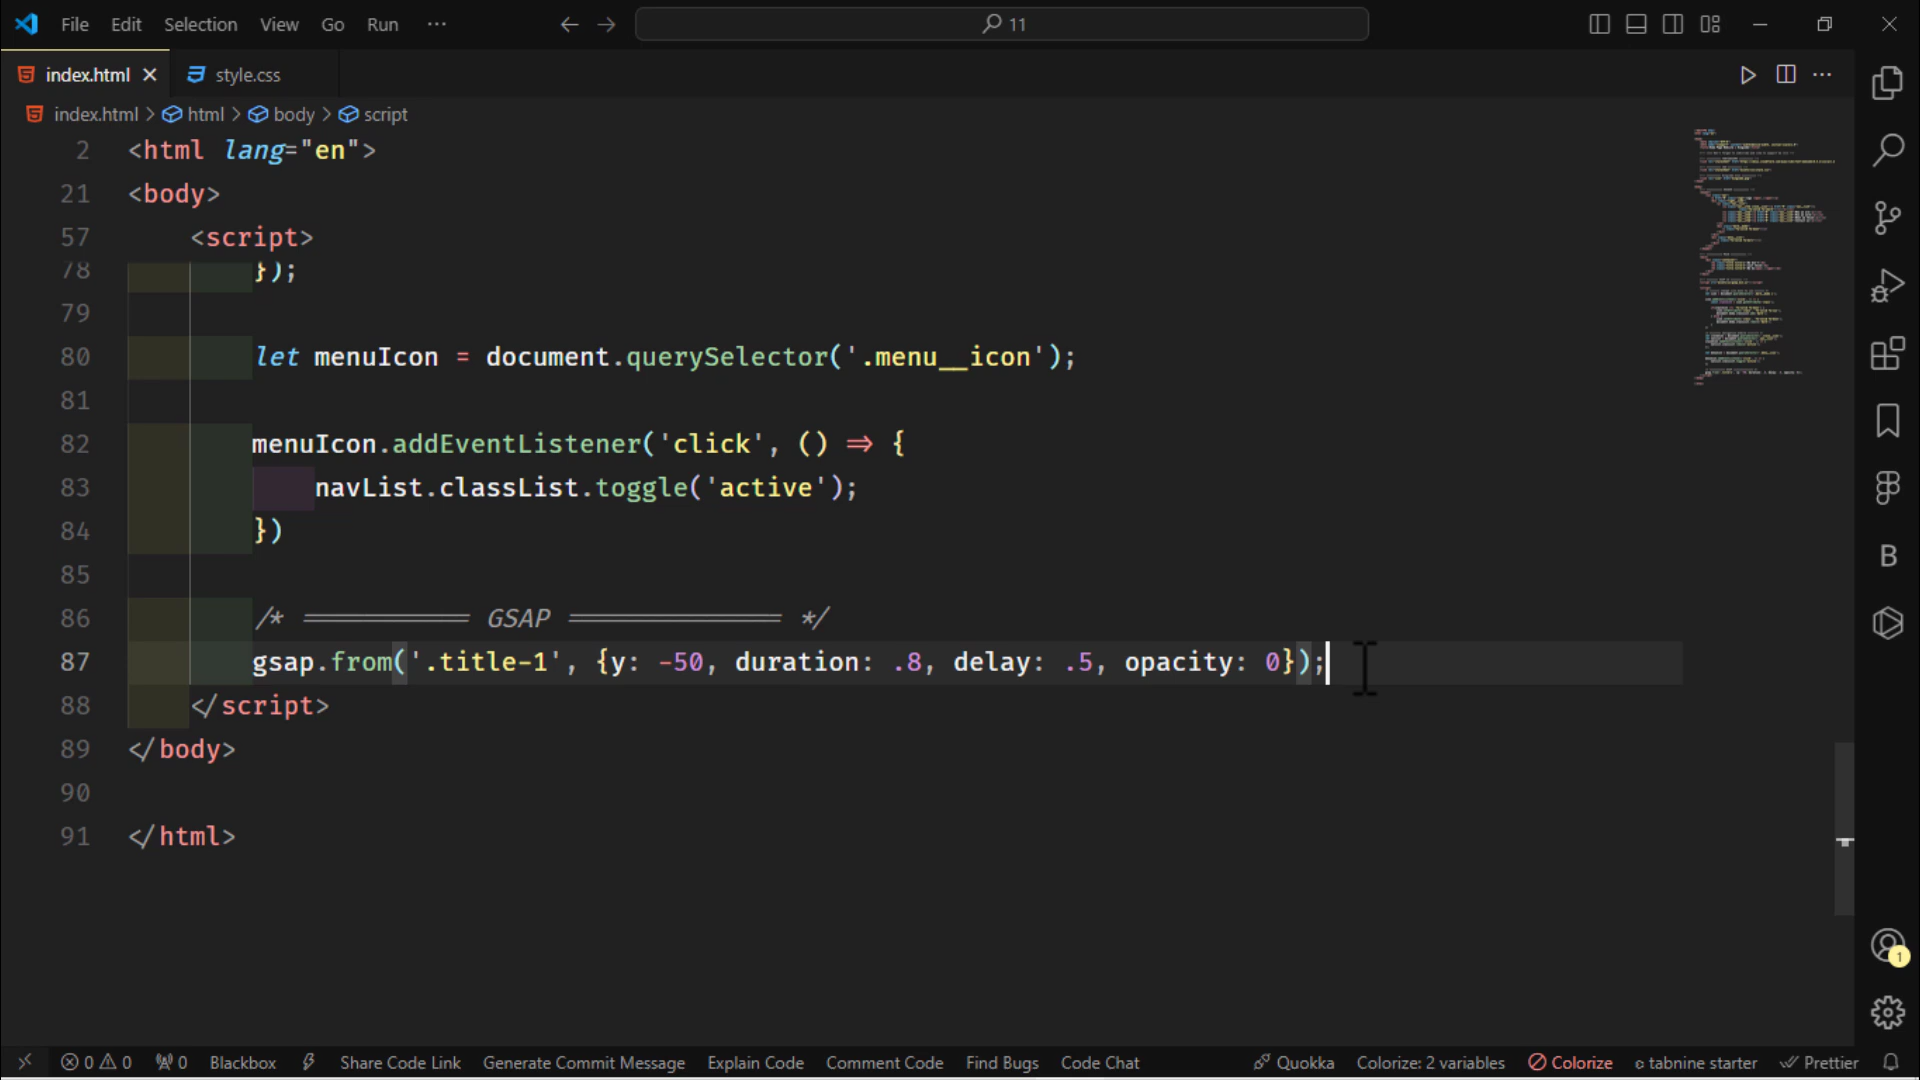 File Edit Selection View Go Run ··· 11
index.html style.css
index.html > html > body > script
2 <html lang="en">
21 <body>
57 <script>
78 });
79
80 let menuIcon = document.querySelector('.menu__icon');
81
82 menuIcon.addEventListener('click', () => {
83 navList.classList.toggle('active');
84 })
85
86 /* ========== GSAP ============= */
87 gsap.from('.title-1', {y: -50, duration: .8, delay: .5, opacity: 0});
88 </script>
89 </body>
90
91 </html>
B
1
0 0 0 Blackbox Share Code Link Generate Commit Message Explain Code Comment Code Find Bugs Code Chat Quokka Colorize: 2 variables Colorize tabnine starter Prettier